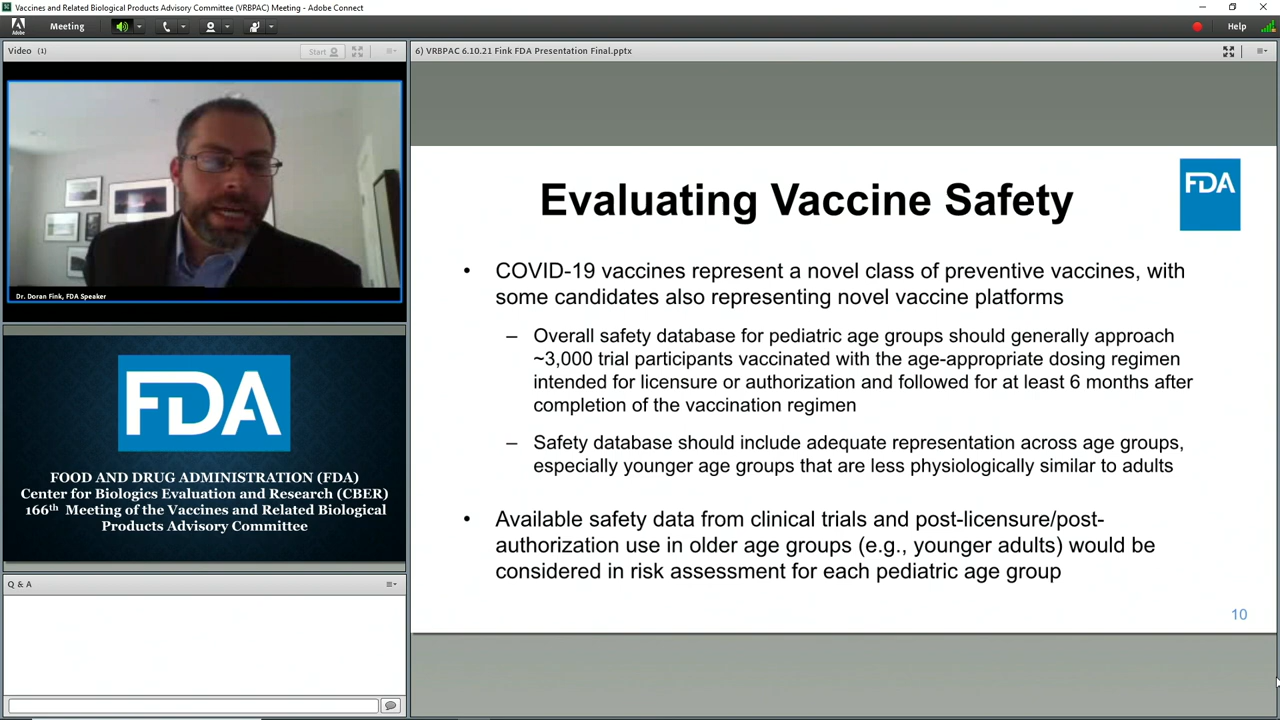 Vaccines and Related Biological Products Advisory Committee (VRBPAC) Meeting - Adobe Connect
Adobe
Meeting
Help
Video (1)
Start
Dr. Doran Fink, FDA Speaker
FDA
FOOD AND DRUG ADMINISTRATION (FDA)
Center for Biologics Evaluation and Research (CBER)
166th Meeting of the Vaccines and Related Biological
Products Advisory Committee
Q & A
6) VRBPAC 6.10.21 Fink FDA Presentation Final.pptx
Evaluating Vaccine Safety
FDA
• COVID-19 vaccines represent a novel class of preventive vaccines, with
some candidates also representing novel vaccine platforms
– Overall safety database for pediatric age groups should generally approach
~3,000 trial participants vaccinated with the age-appropriate dosing regimen
intended for licensure or authorization and followed for at least 6 months after
completion of the vaccination regimen
– Safety database should include adequate representation across age groups,
especially younger age groups that are less physiologically similar to adults
• Available safety data from clinical trials and post-licensure/post-
authorization use in older age groups (e.g., younger adults) would be
considered in risk assessment for each pediatric age group
10